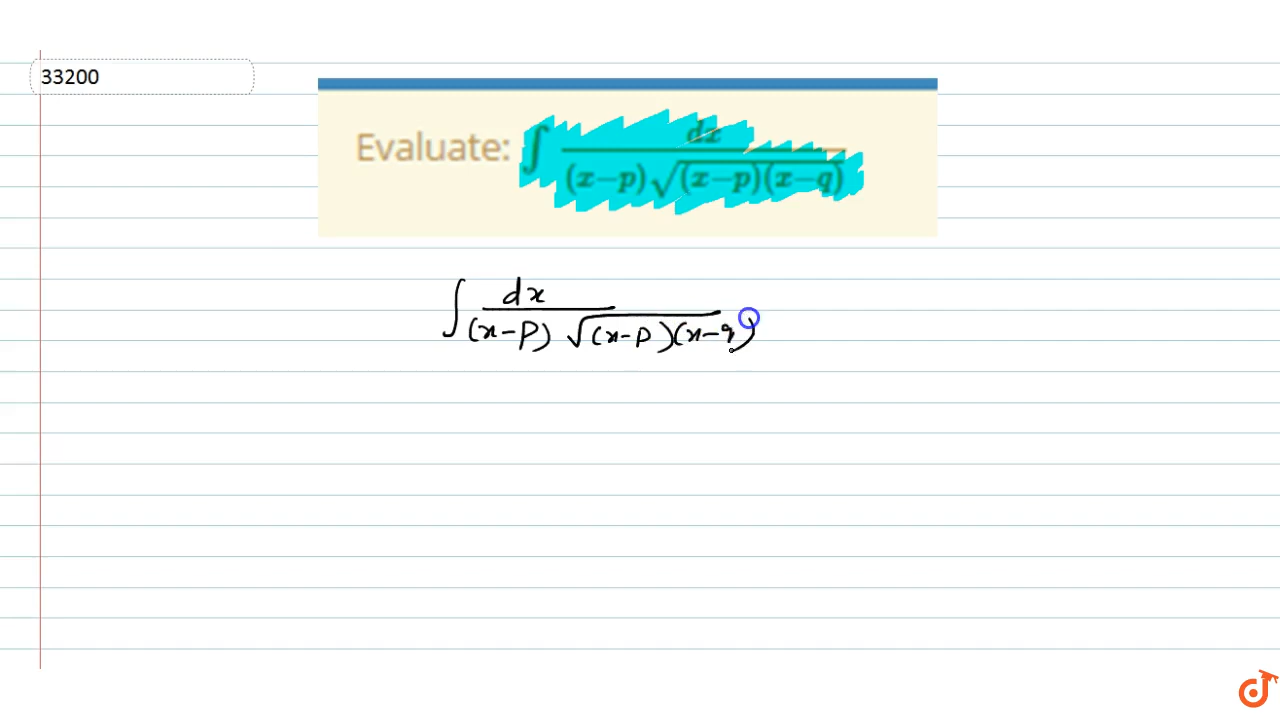 33200
Evaluate: ∫ dx / ((x−p)√((x−p)(x−q)))
∫ dx / ((x−p) √((x−p)(x−q)))